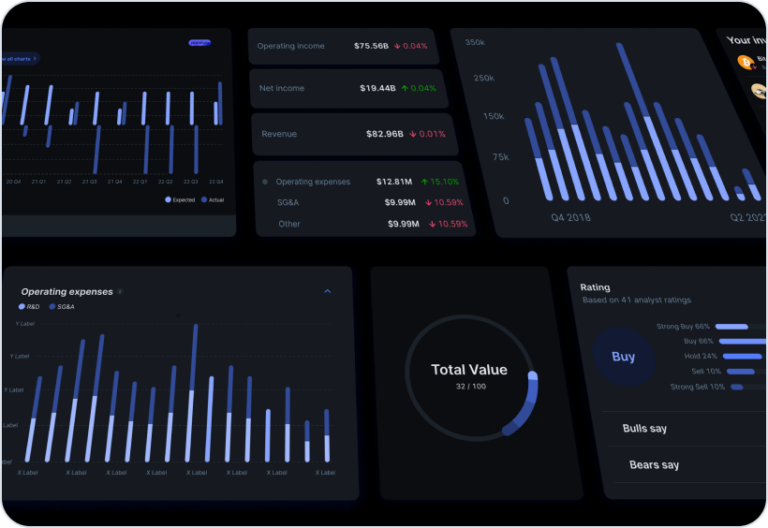 Operating income $75.56B 0.04%
Net income $19.44B 0.04%
Revenue $82.96B 0.01%
Operating expenses $12.81M 15.10%
SG&A $9.99M 10.59%
Other $9.99M 10.59%
350k
250k
150k
75k
0
Q4 2018
Your
all charts
20 Q4 21 Q1 21 Q2 21 Q3 21 Q4 22 Q1 22 Q2 22 Q3 22 Q4
Expected Actual
Operating expenses
R&D SG&A
Y Label
Y Label
Y Label
X Label X Label X Label X Label X Label X Label X Label X Label
Total Value
32 / 100
Rating
Based on 41 analyst ratings
Buy
Strong Buy 66%
Buy 66%
Hold 24%
Sell 10%
Strong Sell 10%
Bulls say
Bears say